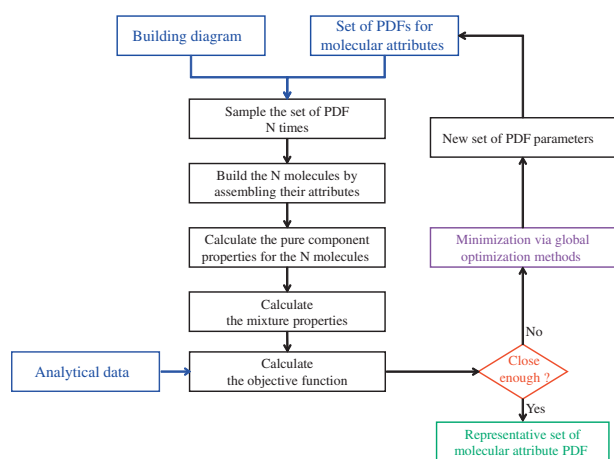 Building diagram
Set of PDFs for
molecular attributes
Sample the set of PDF
N times
New set of PDF parameters
Build the N molecules by
assembling their attributes
Calculate the pure component
properties for the N molecules
Minimization via global
optimization methods
Calculate
the mixture properties
No
Analytical data
Calculate
the objective function
Close
enough ?
Yes
Representative set of
molecular attribute PDF